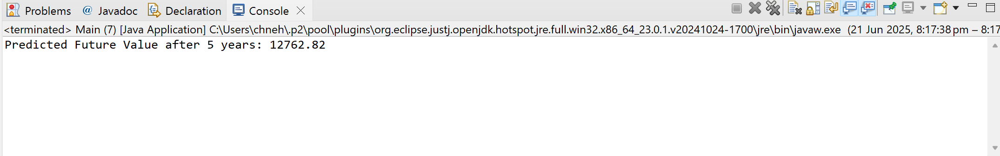 Problems @ Javadoc Declaration Console
<terminated> Main (7) [Java Application] C:\Users\chneh\.p2\pool\plugins\org.eclipse.justj.openjdk.hotspot.jre.full.win32.x86_64_23.0.1.v20241024-1700\jre\bin\javaw.exe (21 Jun 2025, 8:17:38 pm – 8:17
Predicted Future Value after 5 years: 12762.82